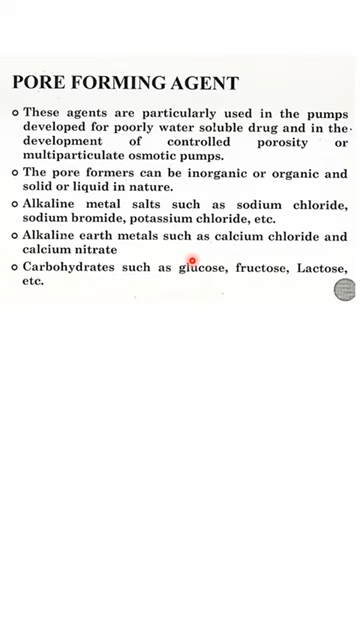 PORE FORMING AGENT
These agents are particularly used in the pumps
developed for poorly water soluble drug and in the
development of controlled porosity or
multiparticulate osmotic pumps.
The pore formers can be inorganic or organic and
solid or liquid in nature.
Alkaline metal salts such as sodium chloride,
sodium bromide, potassium chloride, etc.
Alkaline earth metals such as calcium chloride and
calcium nitrate
Carbohydrates such as glucose, fructose, Lactose,
etc.